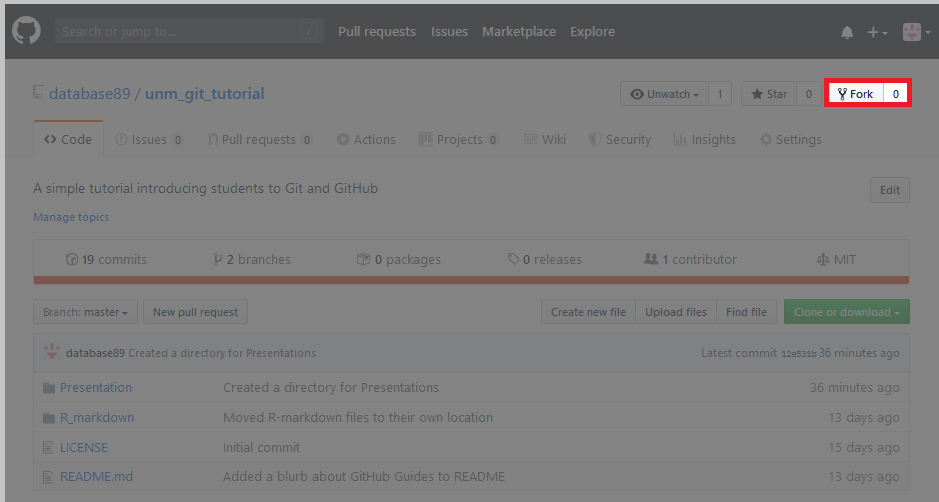 Search or jump to... / Pull requests Issues Marketplace Explore
database89 / unm_git_tutorial Unwatch 1 Star 0 Fork 0
Code Issues 0 Pull requests 0 Actions Projects 0 Wiki Security Insights Settings
A simple tutorial introducing students to Git and GitHub Edit
Manage topics
19 commits 2 branches 0 packages 0 releases 1 contributor MIT
Branch: master New pull request Create new file Upload files Find file Clone or download
database89 Created a directory for Presentations Latest commit 12e531b 36 minutes ago
Presentation Created a directory for Presentations 36 minutes ago
R_markdown Moved R-markdown files to their own location 13 days ago
LICENSE Initial commit 15 days ago
README.md Added a blurb about GitHub Guides to README 13 days ago